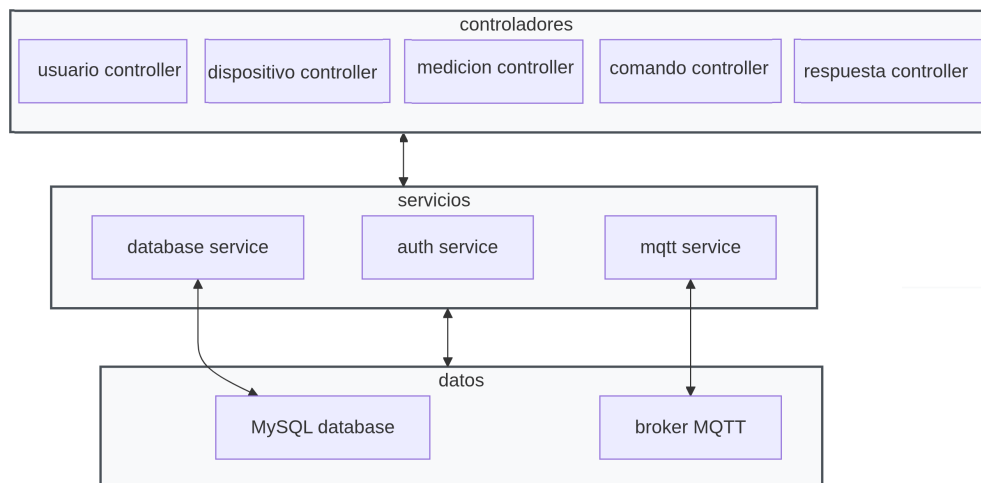 controladores
usuario controller
dispositivo controller
medicion controller
comando controller
respuesta controller
servicios
database service
auth service
mqtt service
datos
MySQL database
broker MQTT